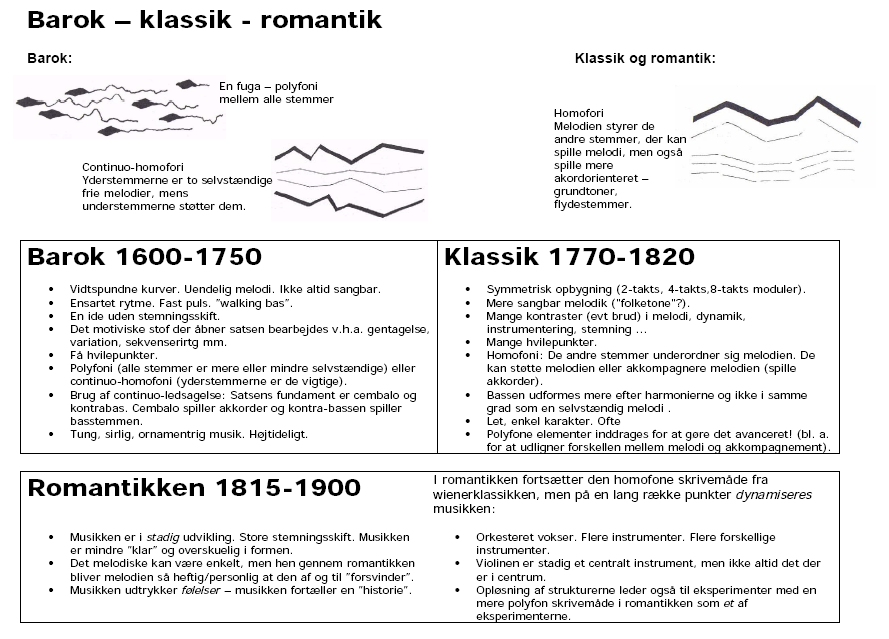 Barok – klassik - romantik
Barok:
En fuga – polyfoni
mellem alle stemmer
Continuo-homofori
Yderstemmerne er to selvstændige
frie melodier, mens
understemmerne støtter dem.
Klassik og romantik:
Homofori
Melodien styrer de
andre stemmer, der kan
spille melodi, men også
spille mere
akkordorienteret –
grundtoner,
flydestemmer.
Barok 1600-1750
• Vidtspundne kurver. Uendelig melodi. Ikke altid sangbar.
• Ensartet rytme. Fast puls. ”walking bas”.
• En ide uden stemningsskift.
• Det motiviske stof der åbner satsen bearbejdes v.h.a. gentagelse,
variation, sekvenserirtg mm.
• Få hvilepunkter.
• Polyfoni (alle stemmer er mere eller mindre selvstændige) eller
continuo-homofoni (yderstemmerne er de vigtige).
• Brug af continuo-ledsagelse: Satsens fundament er cembalo og
kontrabas. Cembalo spiller akkorder og kontra-bassen spiller
basstemmen.
• Tung, sirlig, ornamentrig musik. Højtideligt.
Klassik 1770-1820
• Symmetrisk opbygning (2-takts, 4-takts,8-takts moduler).
• Mere sangbar melodik ("folketone"?).
• Mange kontraster (evt brud) i melodi, dynamik,
instrumentering, stemning …
• Mange hvilepunkter.
• Homofoni: De andre stemmer underordner sig melodien. De
kan støtte melodien eller akkompagnere melodien (spille
akkorder).
• Bassen udformes mere efter harmonierne og ikke i samme
grad som en selvstændig melodi .
• Let, enkel karakter. Ofte
• Polyfone elementer inddrages for at gøre det avanceret! (bl. a.
for at udligner forskellen mellem melodi og akkompagnement).
Romantikken 1815-1900
• Musikken er i stadig udvikling. Store stemningsskift. Musikken
er mindre ”klar” og overskuelig i formen.
• Det melodiske kan være enkelt, men hen gennem romantikken
bliver melodien så heftig/personlig at den af og til ”forsvinder”.
• Musikken udtrykker følelser – musikken fortæller en ”historie”.
I romantikken fortsætter den homofone skrivemåde fra
wienerklassikken, men på en lang række punkter dynamiseres
musikken:
• Orkesteret vokser. Flere instrumenter. Flere forskellige
instrumenter.
• Violinen er stadig et centralt instrument, men ikke altid det der
er i centrum.
• Opløsning af strukturerne leder også til eksperimenter med en
mere polyfon skrivemåde i romantikken som et af
eksperimenterne.